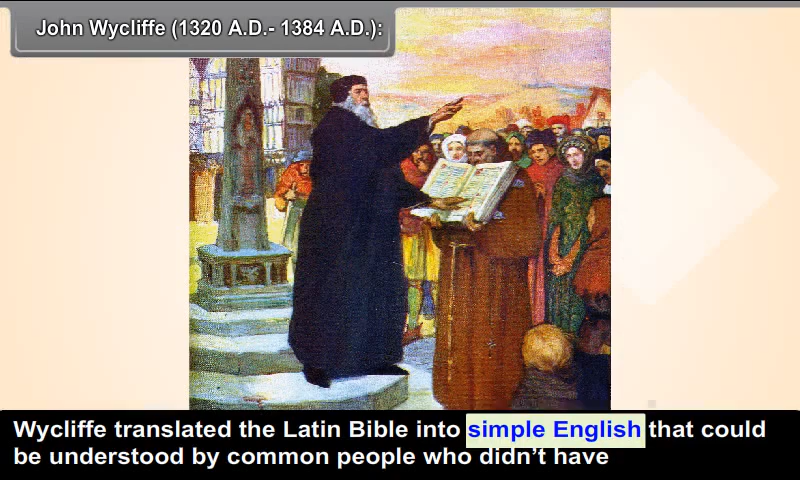 John Wycliffe (1320 A.D.- 1384 A.D.):
Wycliffe translated the Latin Bible into simple English that could
be understood by common people who didn’t have